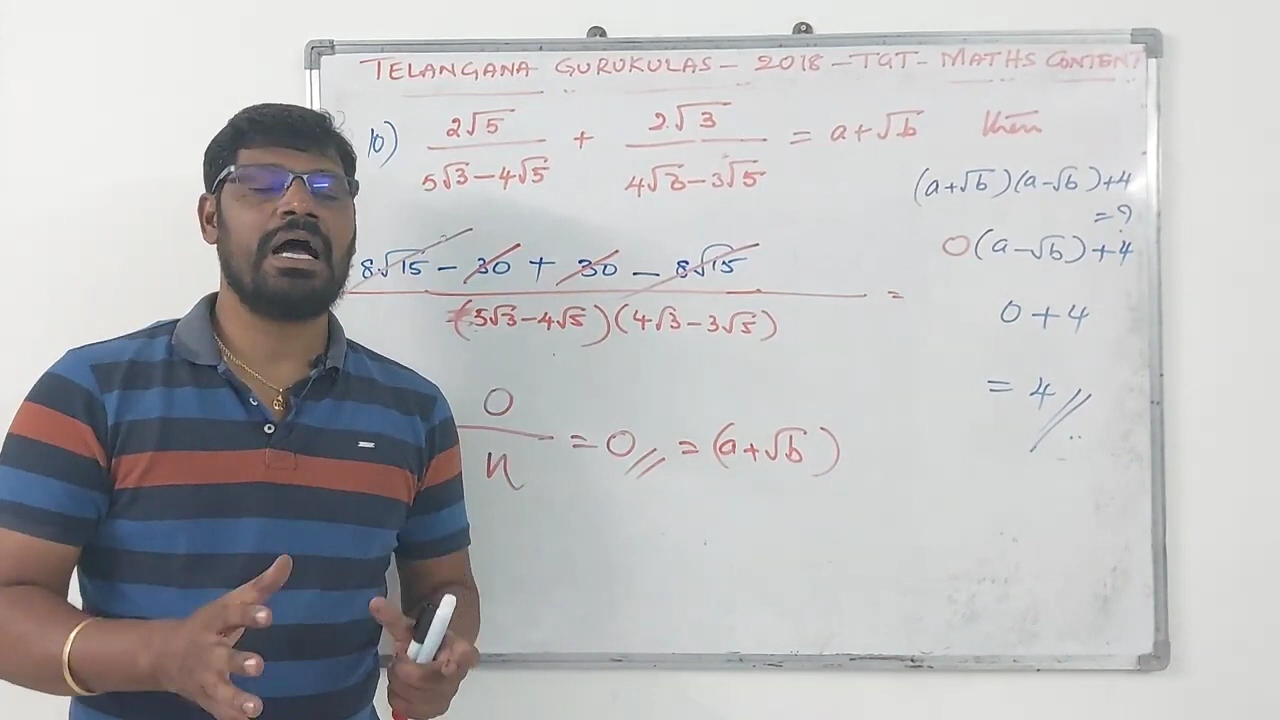 TELANGANA GURUKULAS - 2018 - TGT - MATHS CONTENT
10) 2√5 / (5√3 - 4√5) + 2√3 / (4√3 - 3√5) = a + √b then
(a+√b)(a-√b)+4
= ?
8√15 - 30 + 30 - 8√15 / (5√3-4√5)(4√3-3√5) =
0(a-√b)+4
0+4
= 4
0 / n = 0 = (a+√b)